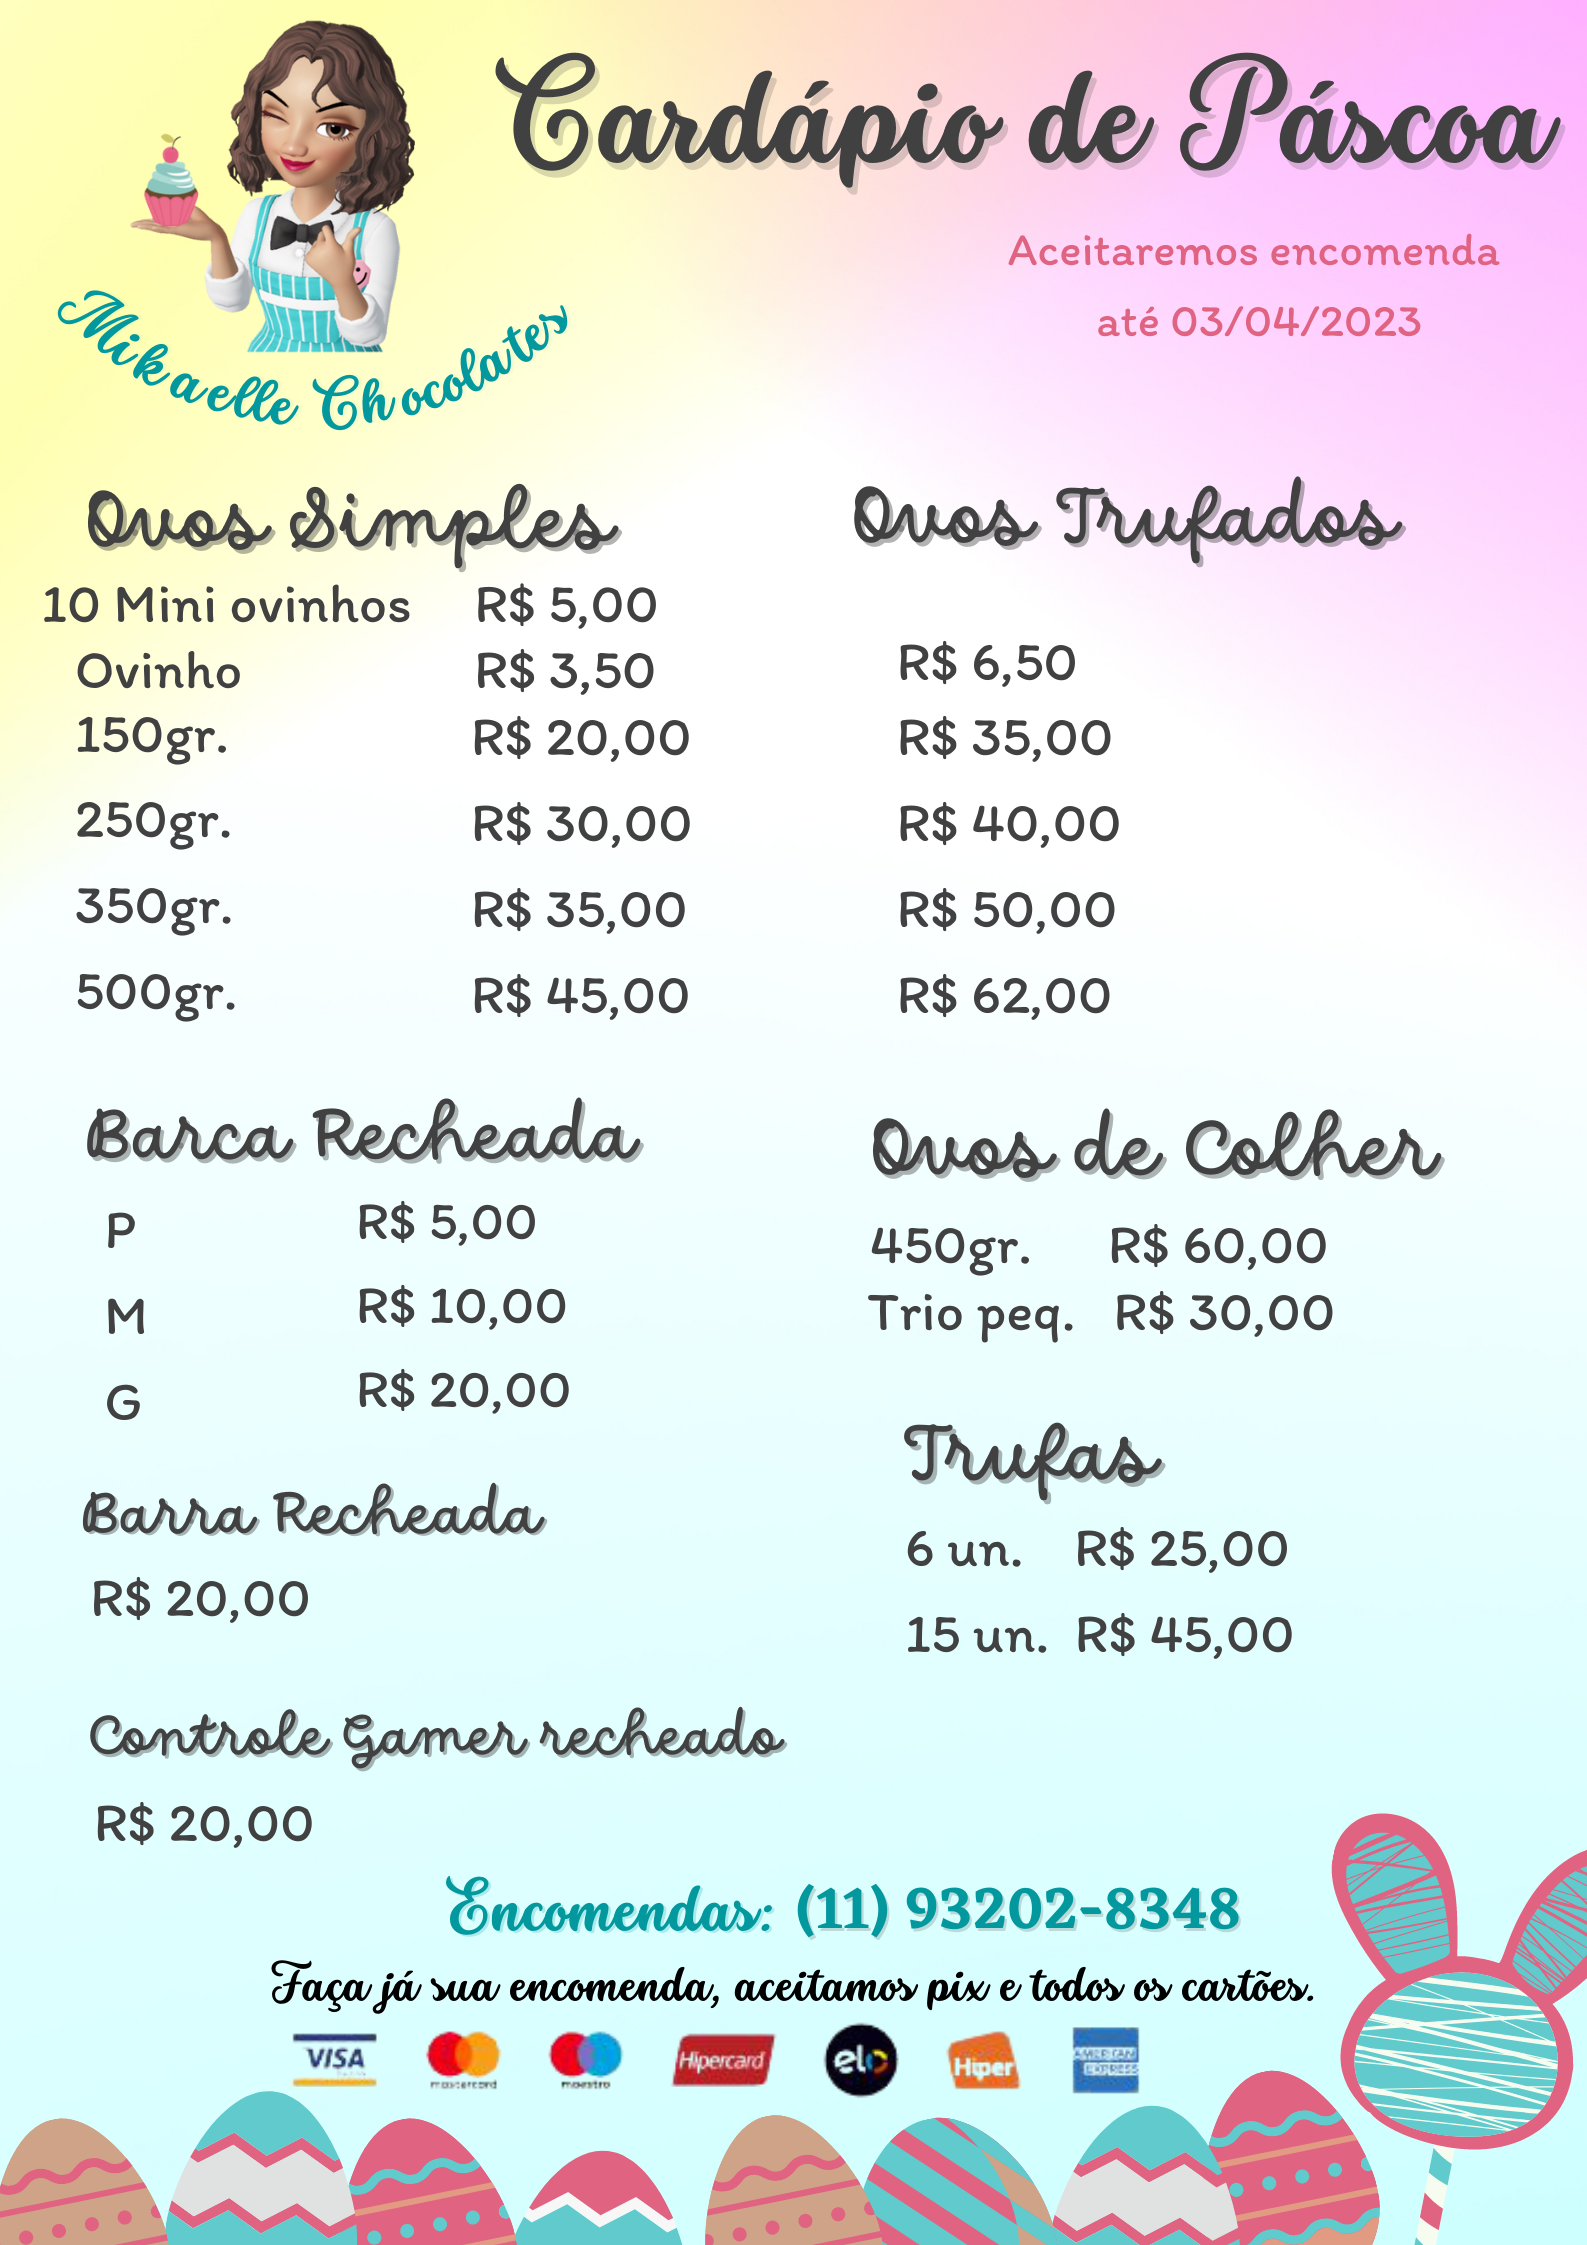 Cardápio de Páscoa
Aceitaremos encomenda
até 03/04/2023
Mikaelle Chocolates
Ovos Simples
10 Mini ovinhos R$ 5,00
Ovinho R$ 3,50
150gr. R$ 20,00
250gr. R$ 30,00
350gr. R$ 35,00
500gr. R$ 45,00
Ovos Trufados
R$ 6,50
R$ 35,00
R$ 40,00
R$ 50,00
R$ 62,00
Barca Recheada
P R$ 5,00
M R$ 10,00
G R$ 20,00
Ovos de Colher
450gr. R$ 60,00
Trio peq. R$ 30,00
Trufas
6 un. R$ 25,00
15 un. R$ 45,00
Barra Recheada
R$ 20,00
Controle Gamer recheado
R$ 20,00
Encomendas: (11) 93202-8348
Faça já sua encomenda, aceitamos pix e todos os cartões.
VISA mastercard maestro Hipercard elo Hiper AMERICAN EXPRESS